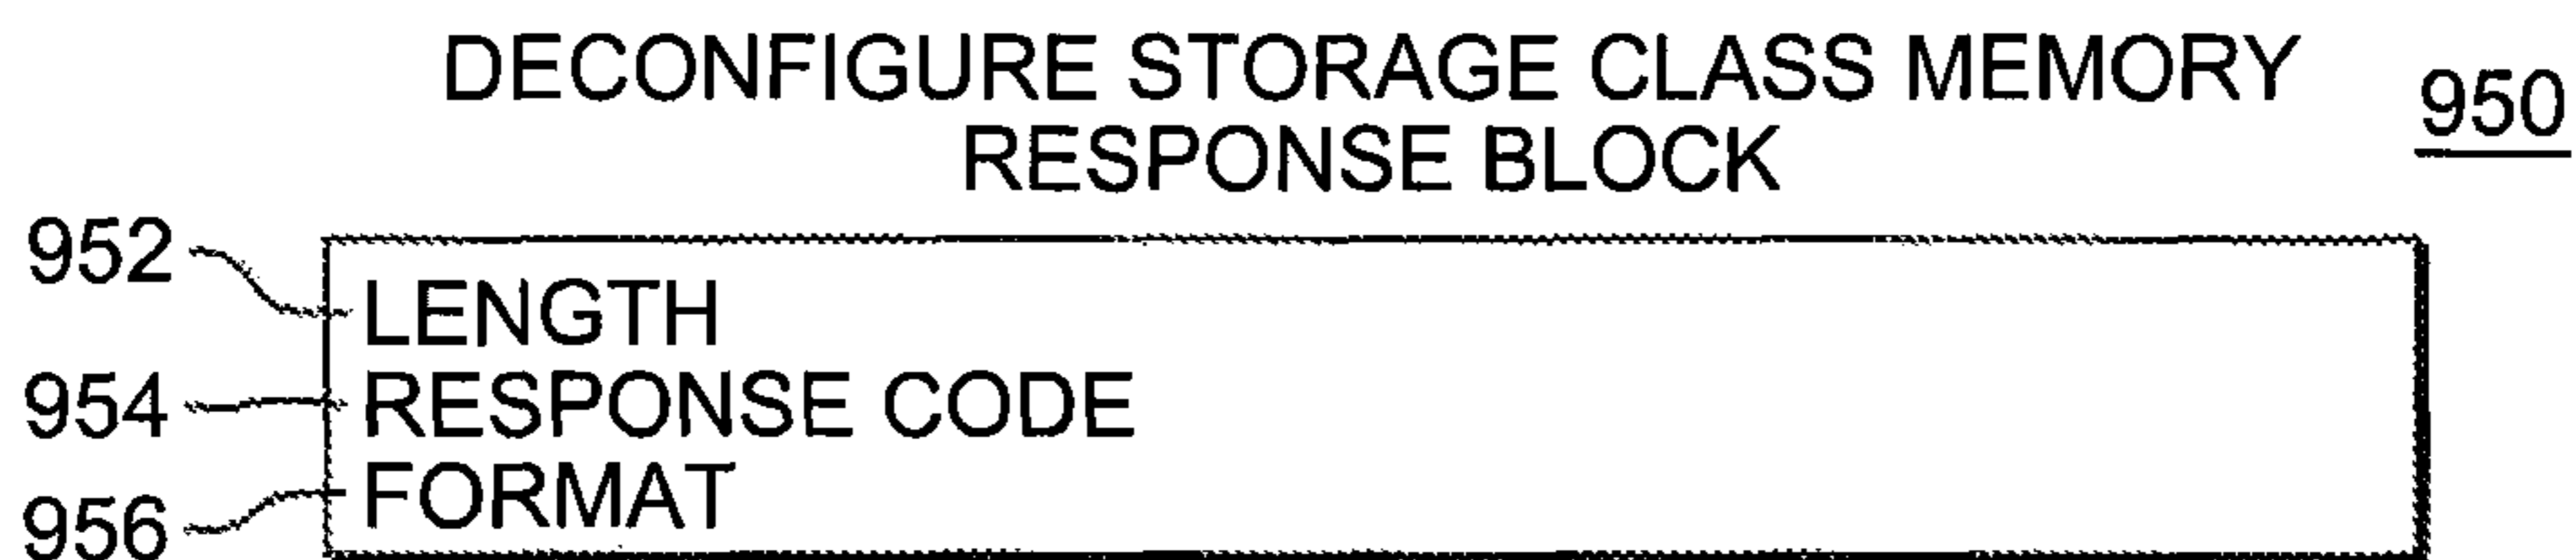 DECONFIGURE STORAGE CLASS MEMORY
RESPONSE BLOCK
950
952 LENGTH
954 RESPONSE CODE
956 FORMAT